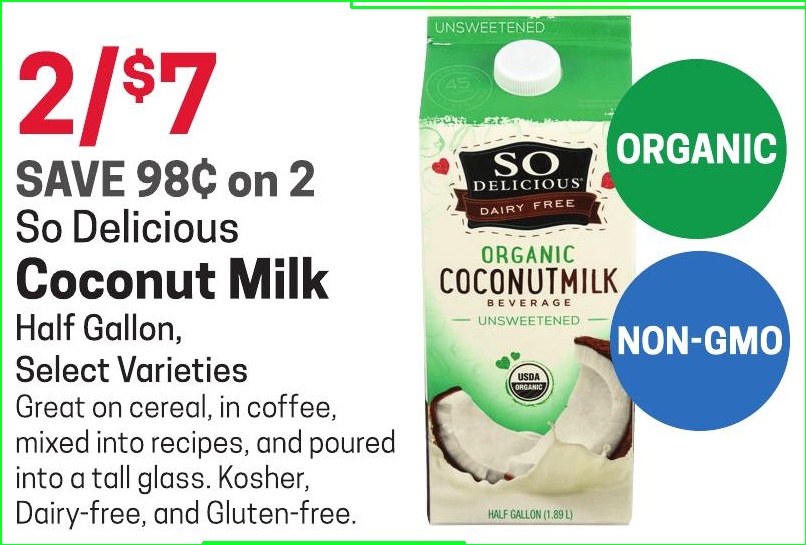 2/$7
SAVE 98¢ on 2
So Delicious
Coconut Milk
Half Gallon,
Select Varieties
Great on cereal, in coffee,
mixed into recipes, and poured
into a tall glass. Kosher,
Dairy-free, and Gluten-free.
UNSWEETENED
45
SO
DELICIOUS®
DAIRY FREE
ORGANIC
COCONUTMILK
BEVERAGE
UNSWEETENED
USDA
ORGANIC
HALF GALLON (1.89 L)
ORGANIC
NON-GMO